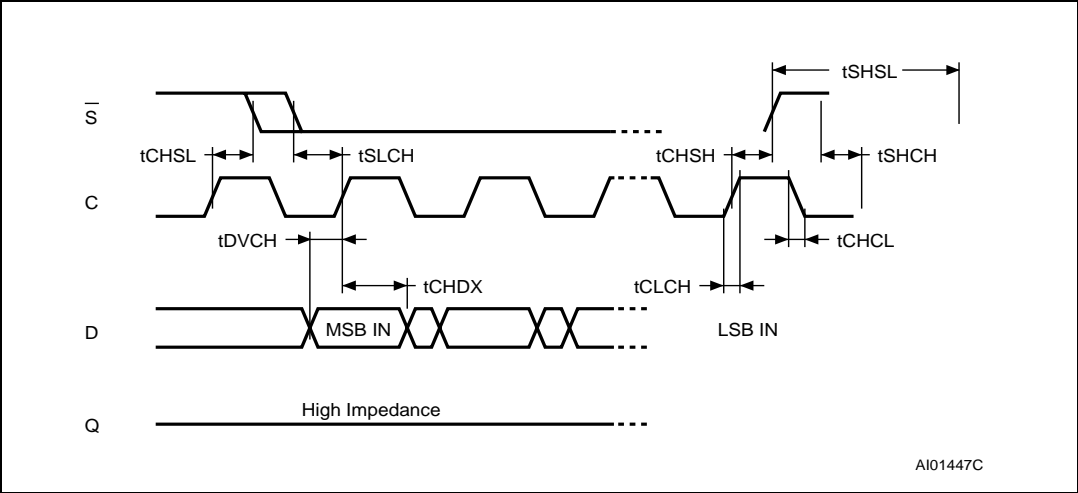 tSHSL
S̅
tCHSL
tSLCH
tCHSH
tSHCH
C
tDVCH
tCHCL
tCHDX
tCLCH
D
MSB IN
LSB IN
High Impedance
Q
AI01447C